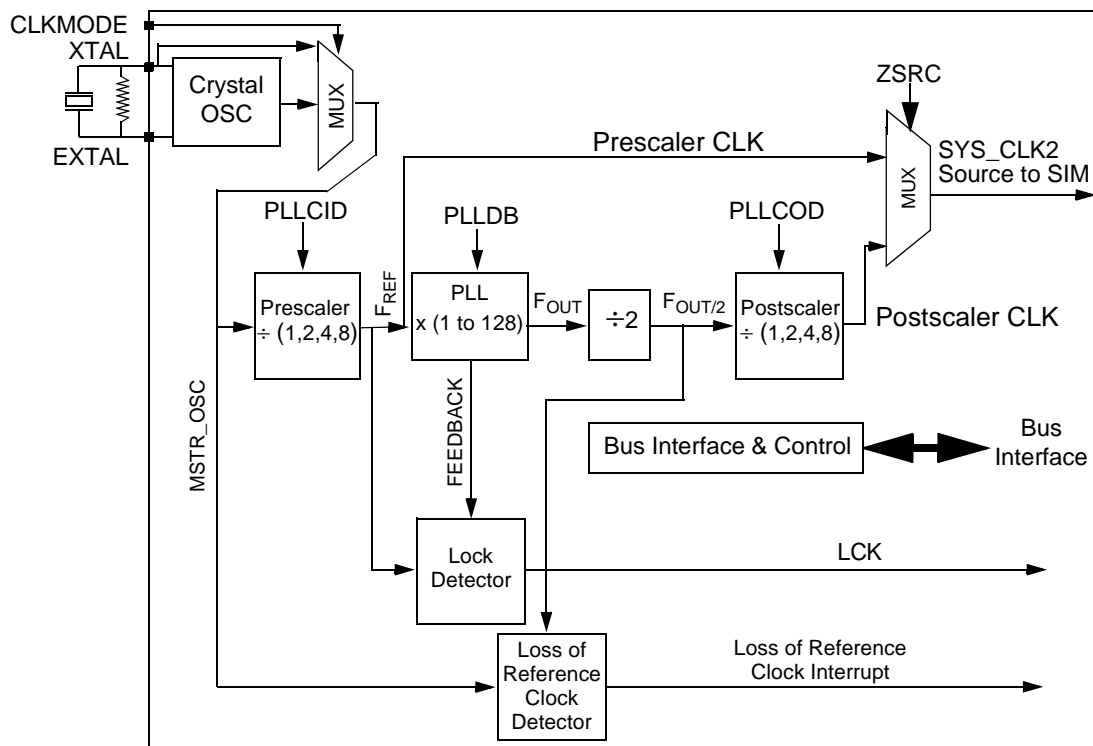 CLKMODE
XTAL
EXTAL
Crystal
OSC
MUX
ZSRC
MUX
Prescaler CLK
SYS_CLK2
Source to SIM
PLLCID
PLLDB
PLLCOD
Prescaler
÷ (1,2,4,8)
FREF
PLL
x (1 to 128)
FOUT
÷2
FOUT/2
Postscaler
÷ (1,2,4,8)
Postscaler CLK
MSTR_OSC
FEEDBACK
Bus Interface & Control
Bus
Interface
Lock
Detector
LCK
Loss of
Reference
Clock
Detector
Loss of Reference
Clock Interrupt